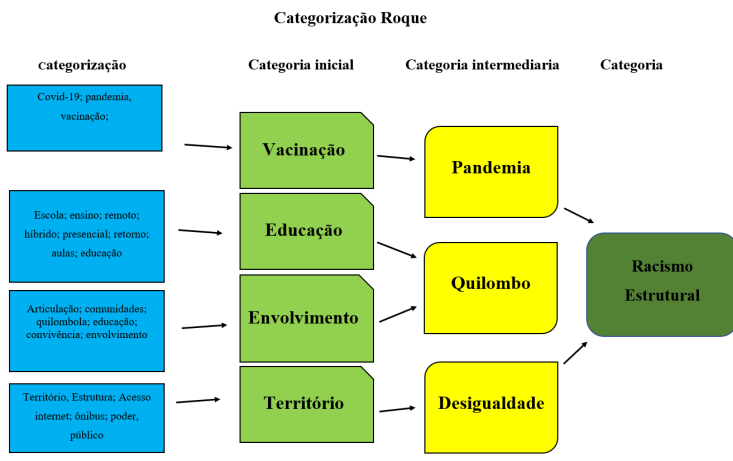 Categorização Roque
categorização
Categoria inicial
Categoria intermediaria
Categoria
Covid-19; pandemia,
vacinação;
Vacinação
Pandemia
Escola; ensino; remoto;
híbrido; presencial; retorno;
aulas; educação
Educação
Quilombo
Racismo
Estrutural
Articulação; comunidades;
quilombola; educação;
convivência; envolvimento
Envolvimento
Território, Estrutura; Acesso
internet; ônibus; poder,
público
Território
Desigualdade